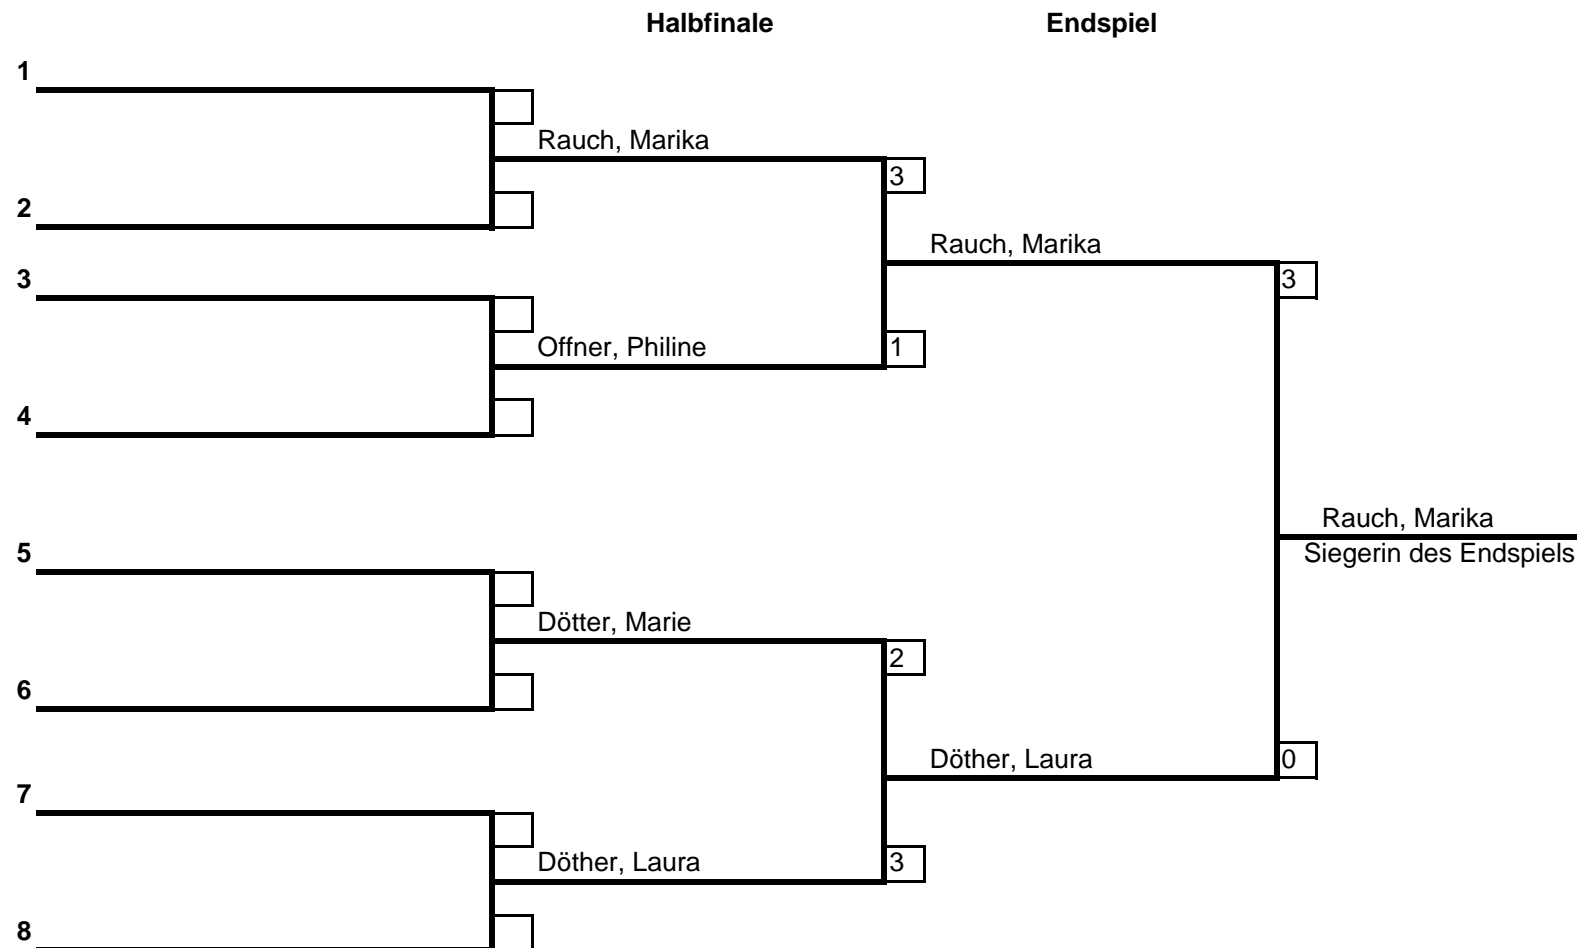 Halbfinale Endspiel
1
Rauch, Marika
3
2
Rauch, Marika
3
3
Offner, Philine
1
4
Rauch, Marika
Siegerin des Endspiels
5
Dötter, Marie
2
6
Döther, Laura
0
7
Döther, Laura
3
8